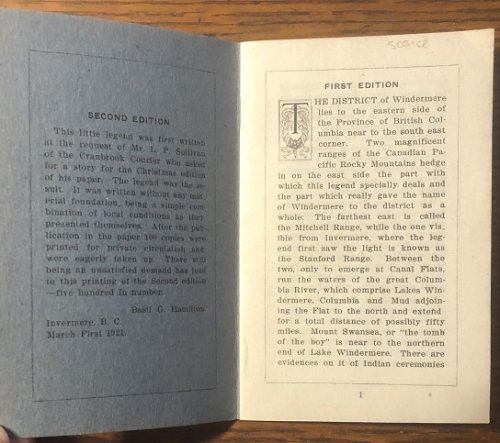 SECOND EDITION
This little legend was first written
at the request of Mr. L. P. Sullivan
of the Cranbrook Courier who asked
for a story for the Christmas edition
of his paper. The legend was the re-
sult. It was written without any mat-
erial foundation, being a simple com-
bination of local conditions as they
presented themselves. After the pub-
lication in the paper 100 copies were
printed for private circulation and
were eagerly taken up. There still
being an unsatisfied demand has led
to this printing of the Second edition
—five hundred in number.
Basil G. Hamilton.
Invermere, B. C.
March First
scarce
FIRST EDITION
THE DISTRICT of Windermere
lies to the eastern side of
the Province of British Col-
umbia near to the south east
corner. Two magnificent
ranges of the Canadian Pa-
cific Rocky Mountains hedge
in on the east side the part with
which this legend specially deals and
the part which really gave the name
of Windermere to the district as a
whole. The farthest east is called
the Mitchell Range, while the one vis-
ible from Invermere, where the leg-
end first saw the light is known as
the Stanford Range. Between the
two, only to emerge at Canal Flats,
run the waters of the great Colum-
bia River, which comprise Lakes Win-
dermere, Columbia and Mud adjoin-
ing the Flat to the north and extend
for a total distance of possibly fifty
miles. Mount Swansea, or "the tomb
of the boy" is near to the northern
end of Lake Windermere. There are
evidences on it of Indian ceremonies
1